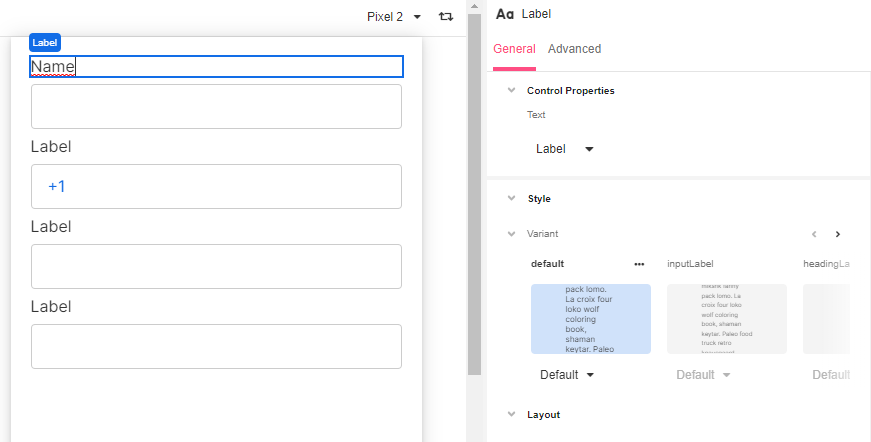 Pixel 2
Label
Name
Label
+1
Label
Label
Aa Label
General Advanced
Control Properties
Text
Label
Style
Variant
default
inputLabel
headingLa
pack lomo.
La croix four
loko wolf
coloring
book,
shaman
keytar. Paleo
pack lomo. La
croix four loko
wolf coloring
book, shaman
keytar. Paleo food
truck retro
Default
Default
Default
Layout